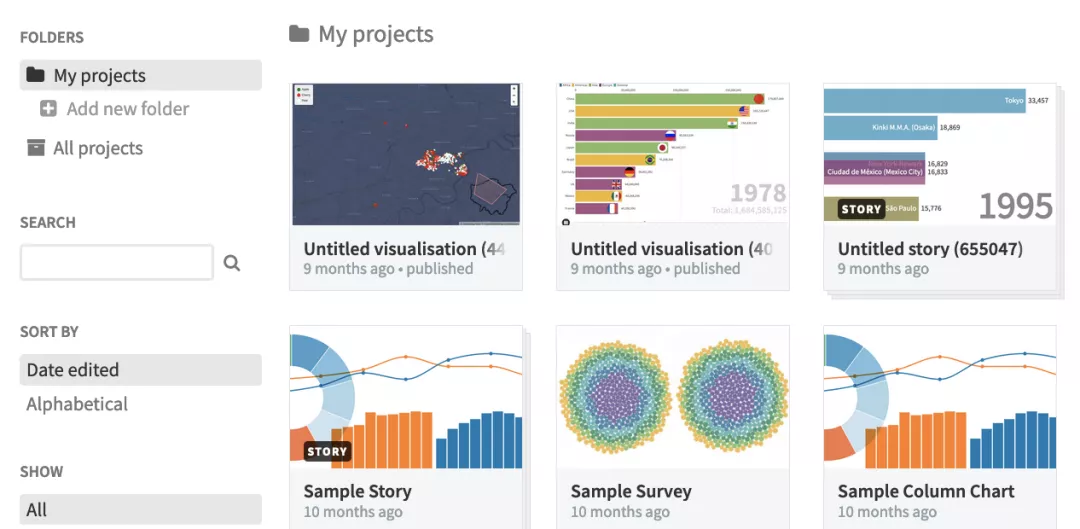 FOLDERS
My projects
Add new folder
All projects
SEARCH
SORT BY
Date edited
Alphabetical
SHOW
All
My projects
Untitled visualisation (44
9 months ago • published
1978
Untitled visualisation (40
9 months ago • published
Tokyo 33,457
Kinki M.M.A. (Osaka) 18,869
16,829
Ciudad de México (Mexico City) 16,833
STORY São Paulo 15,776
1995
Untitled story (655047)
9 months ago
STORY
Sample Story
10 months ago
Sample Survey
10 months ago
Sample Column Chart
10 months ago